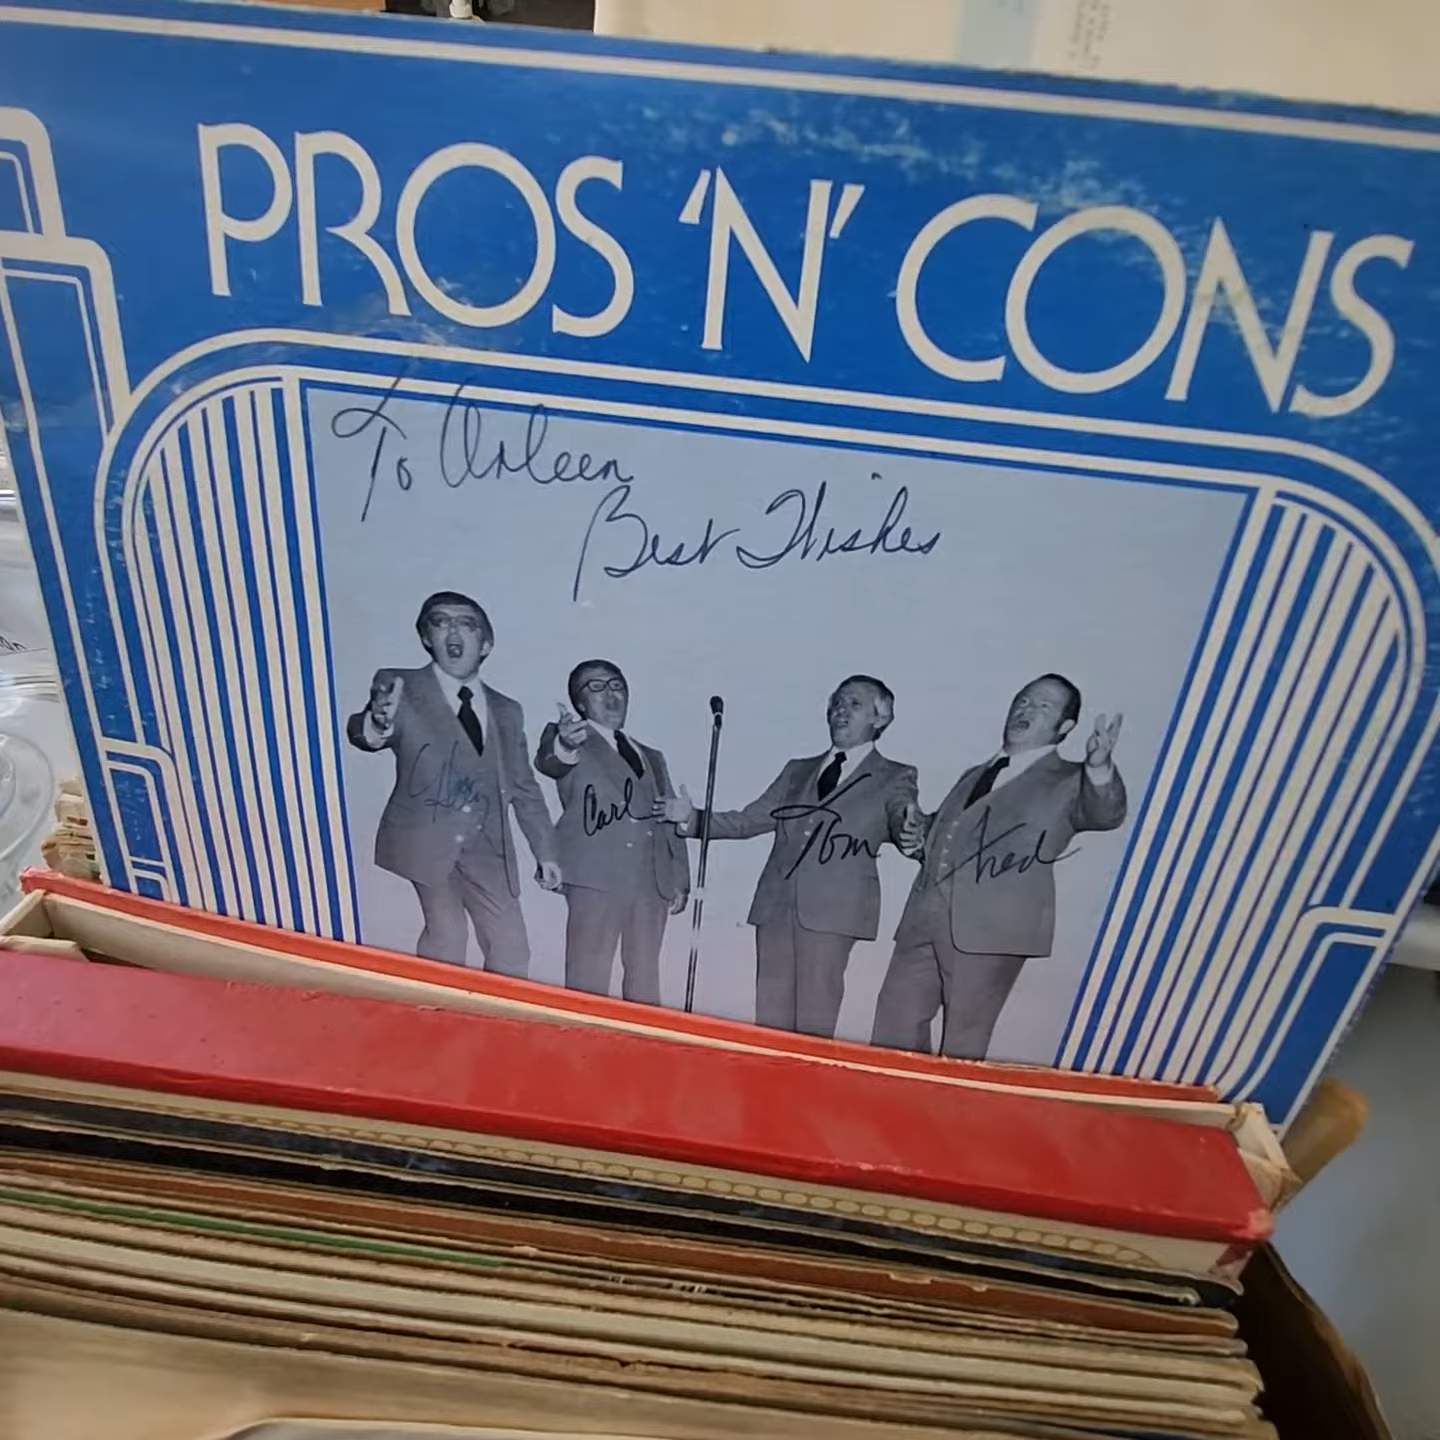 PROS 'N' CONS
To Arleen
Best Wishes
Carl
Tom
Fred